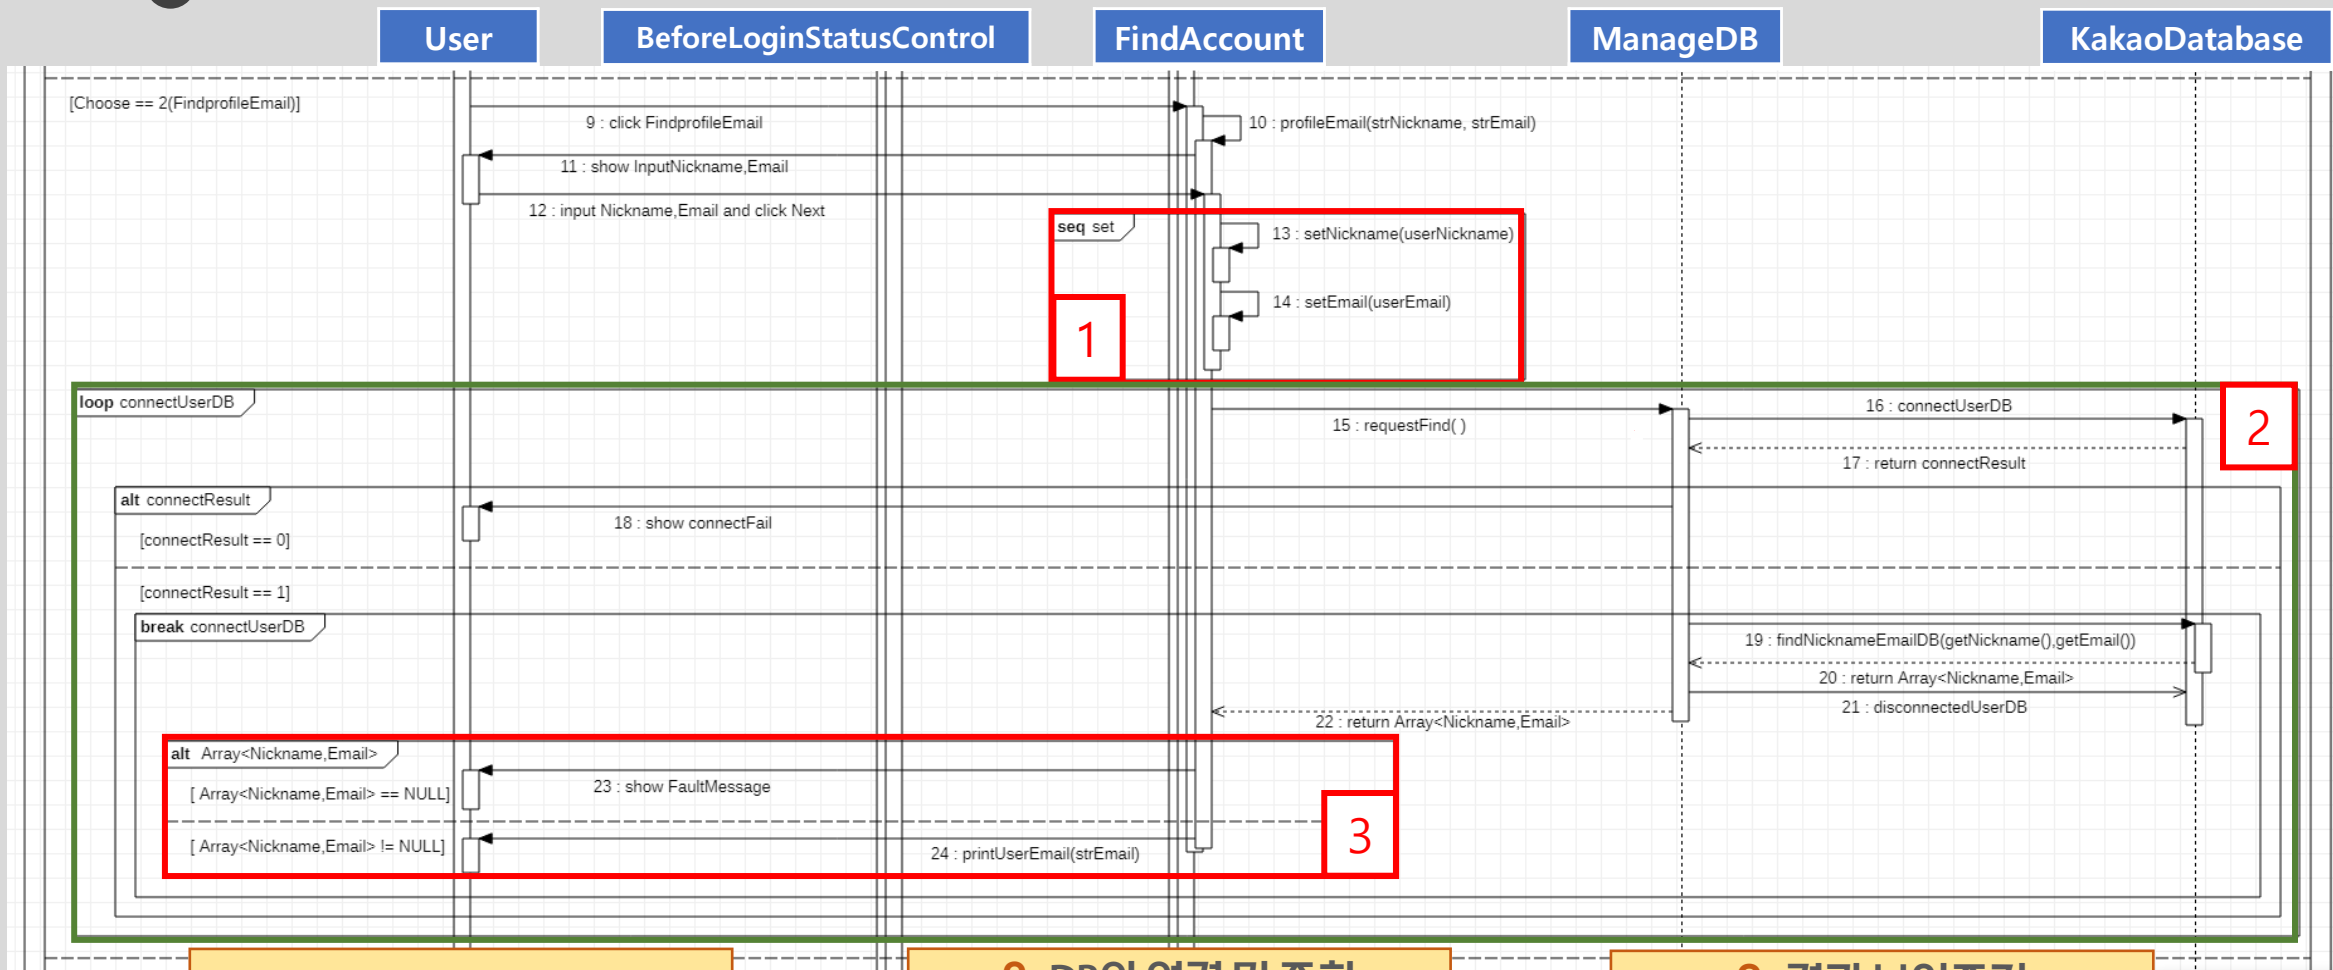 User
BeforeLoginStatusControl
FindAccount
ManageDB
KakaoDatabase
[Choose == 2(FindprofileEmail)]
9 : click FindprofileEmail
10 : profileEmail(strNickname, strEmail)
11 : show InputNickname,Email
12 : input Nickname,Email and click Next
seq set
13 : setNickname(userNickname)
14 : setEmail(userEmail)
1
loop connectUserDB
15 : requestFind( )
16 : connectUserDB
2
17 : return connectResult
alt connectResult
18 : show connectFail
[connectResult == 0]
[connectResult == 1]
break connectUserDB
19 : findNicknameEmailDB(getNickname(),getEmail())
20 : return Array<Nickname,Email>
21 : disconnectedUserDB
22 : return Array<Nickname,Email>
alt Array<Nickname,Email>
23 : show FaultMessage
[ Array<Nickname,Email> == NULL]
3
[ Array<Nickname,Email> != NULL]
24 : printUserEmail(strEmail)